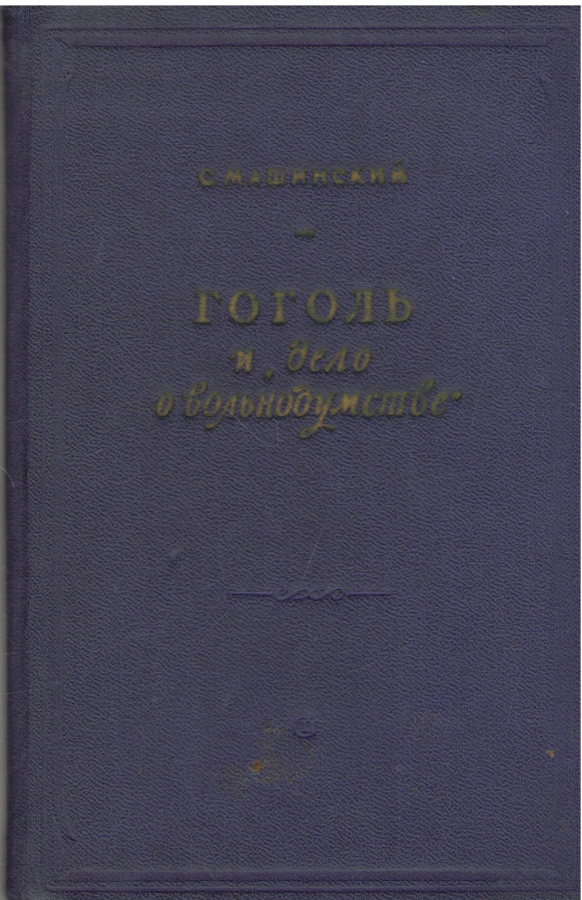 С. МАШИНСКИЙ
ГОГОЛЬ
и „дело
о вольнодумстве“